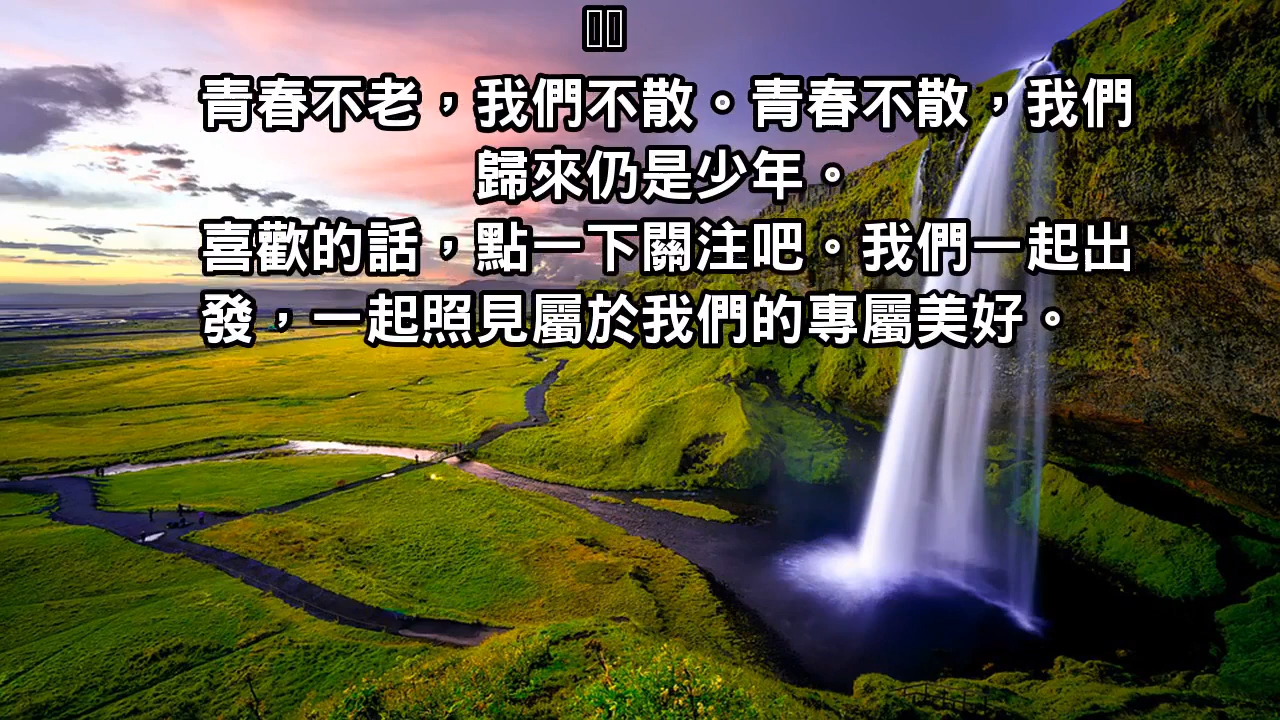 青春不老，我們不散。青春不散，我們
歸來仍是少年。
喜歡的話，點一下關注吧。我們一起出
發，一起照見屬於我們的專屬美好。